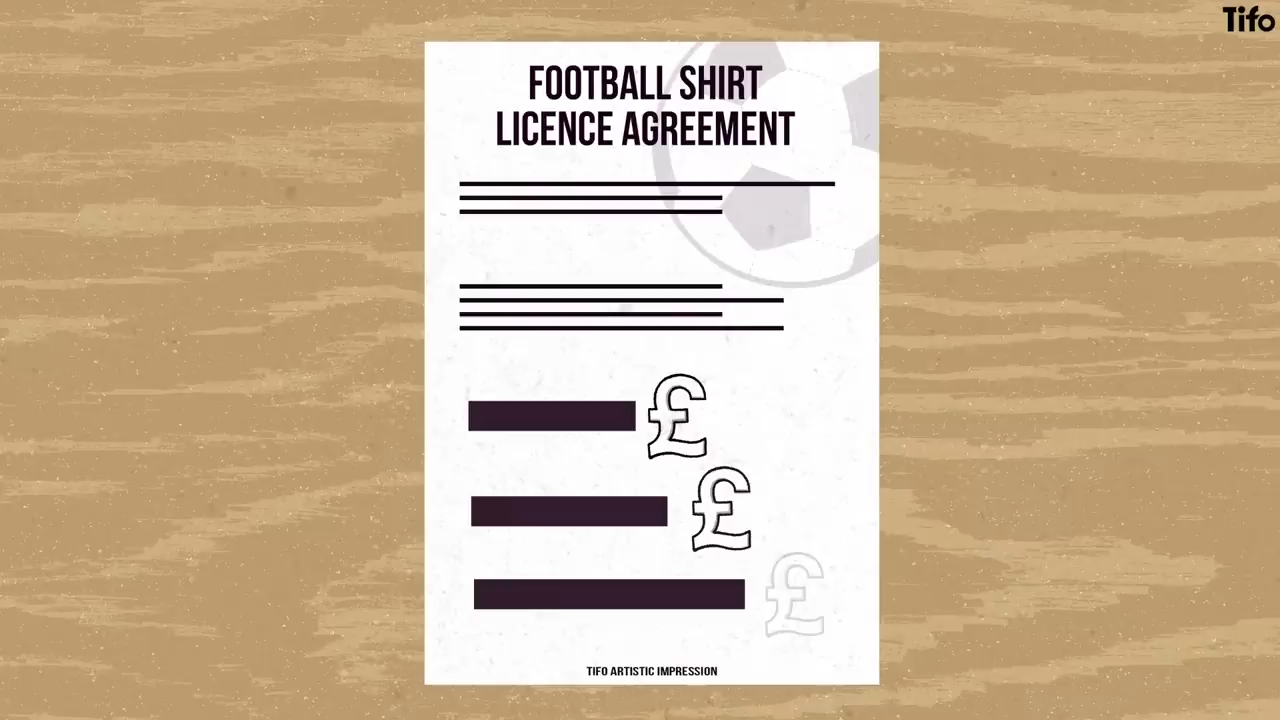 Tifo
FOOTBALL SHIRT
LICENCE AGREEMENT
£
£
£
TIFO ARTISTIC IMPRESSION